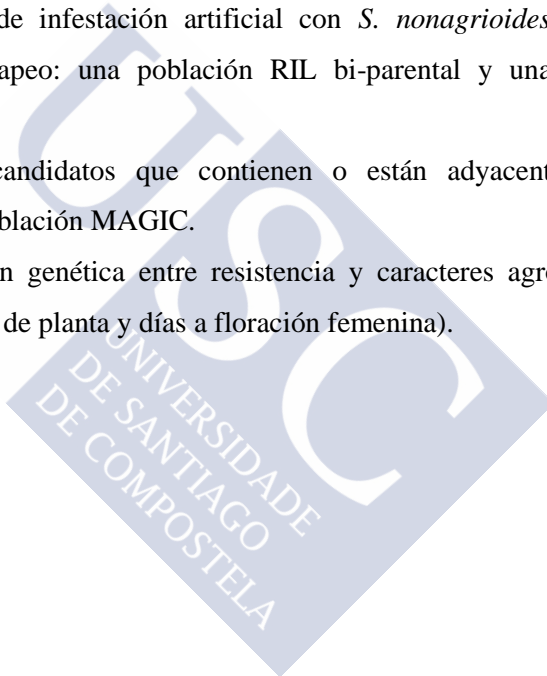 de infestación artificial con S. nonagrioides
apeo: una población RIL bi-parental y una
candidatos que contienen o están adyacent
blación MAGIC.
n genética entre resistencia y caracteres agr
de planta y días a floración femenina).
USC
UNIVERSIDADE
DE SANTIAGO
DE COMPOSTELA